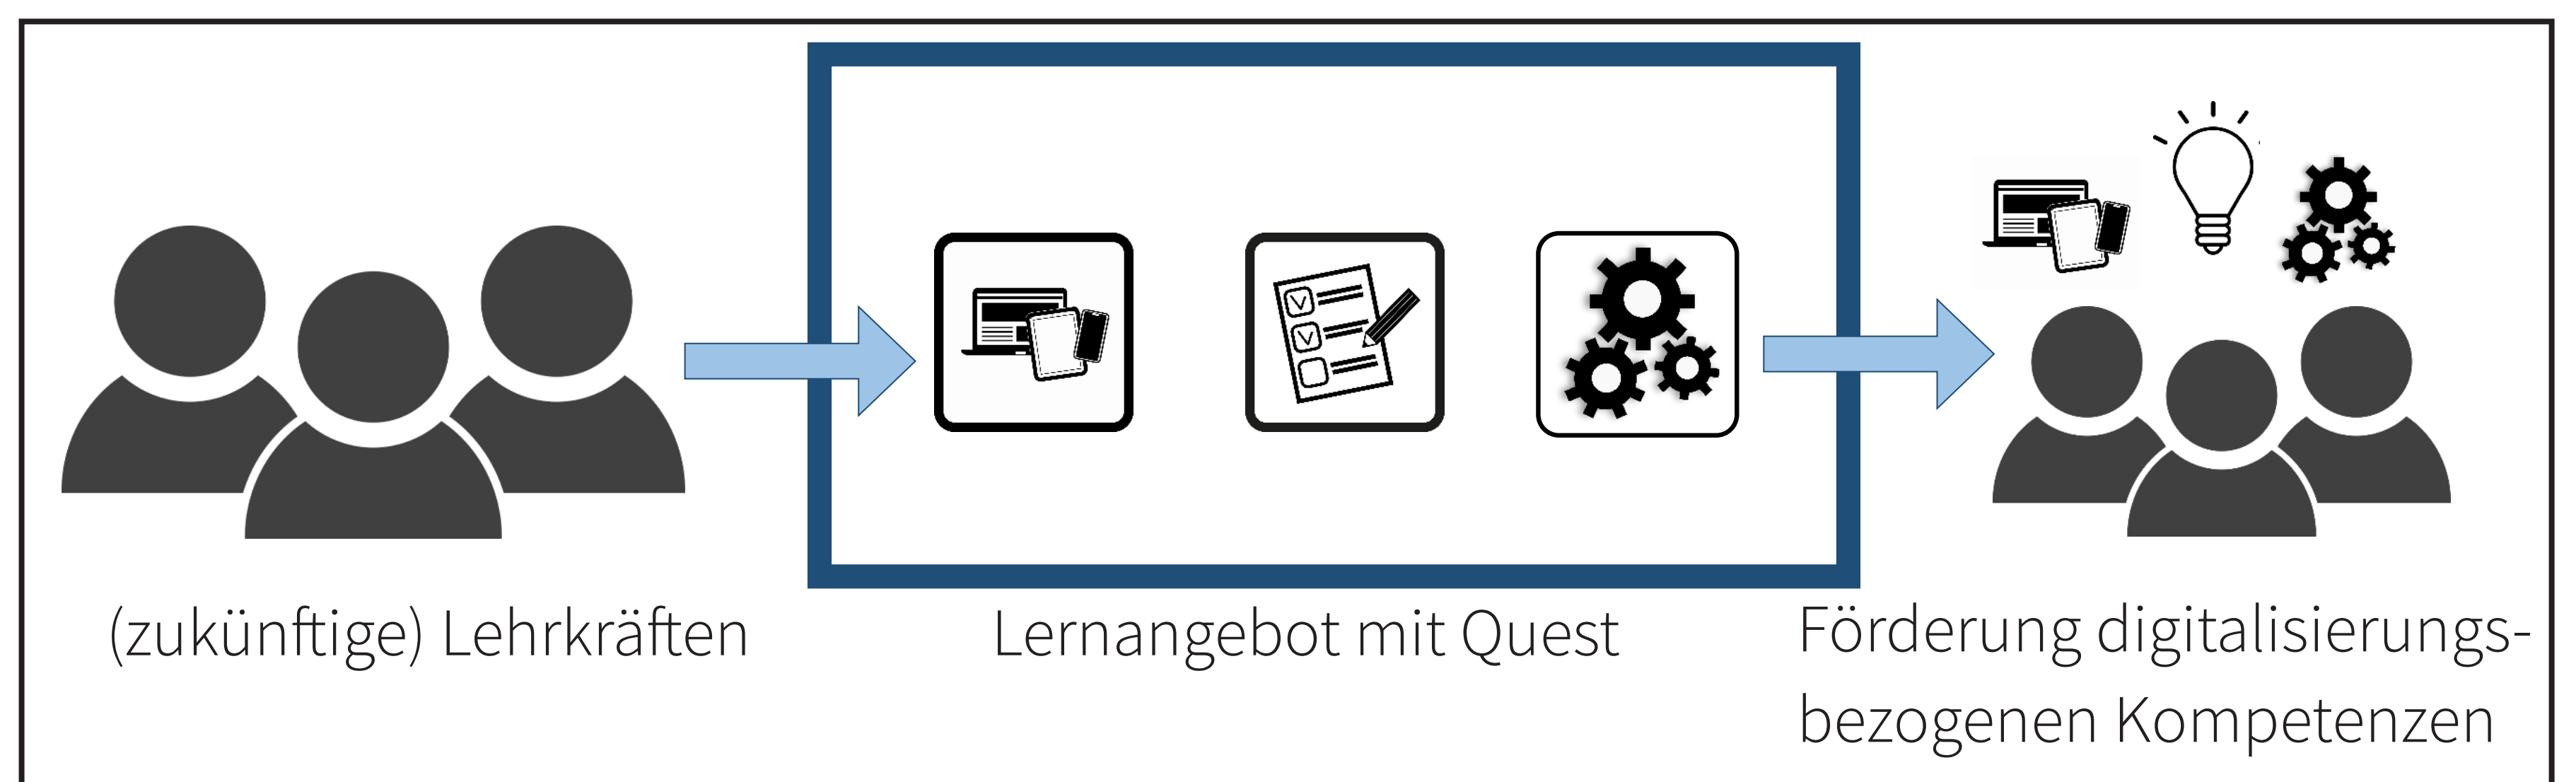 (zukünftige) Lehrkräften
Lernangebot mit Quest
Förderung digitalisierungs-
bezogenen Kompetenzen